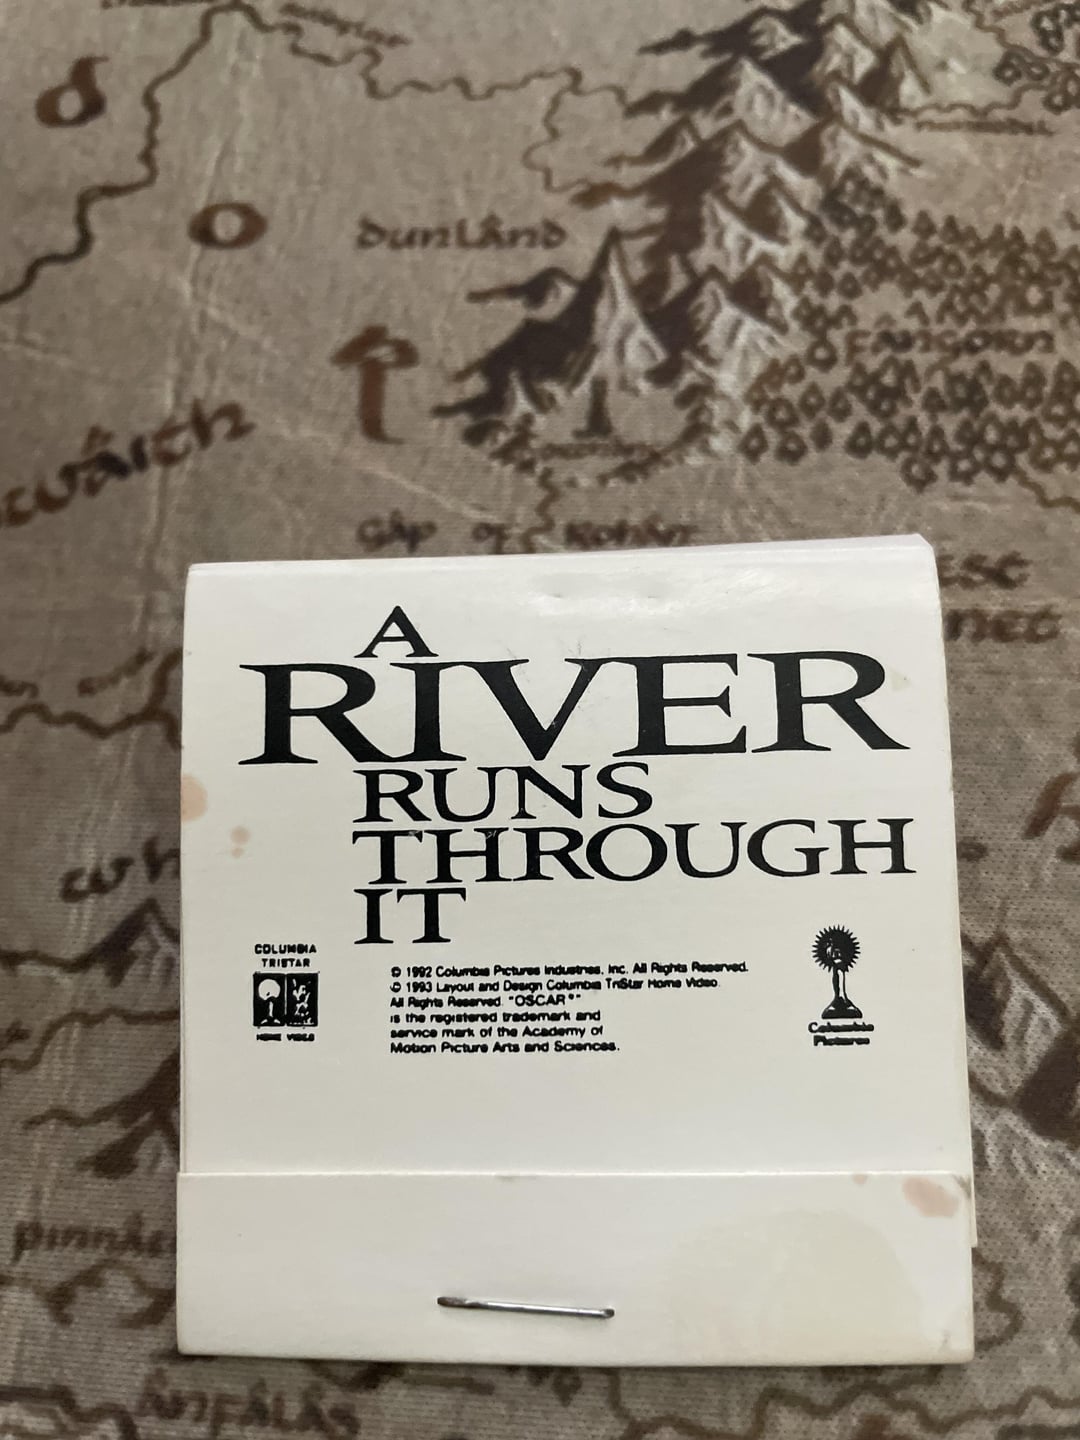 O
Dunland
Fangorn
T
Gap of Rohan
A
RIVER
RUNS
THROUGH
IT
COLUMBIA
TRISTAR
HOME VIDEO
© 1992 Columbia Pictures Industries, Inc. All Rights Reserved.
© 1993 Layout and Design Columbia TriStar Home Video.
All Rights Reserved. "OSCAR®"
is the registered trademark and
service mark of the Academy of
Motion Picture Arts and Sciences.
Columbia
Pictures
Anfalas